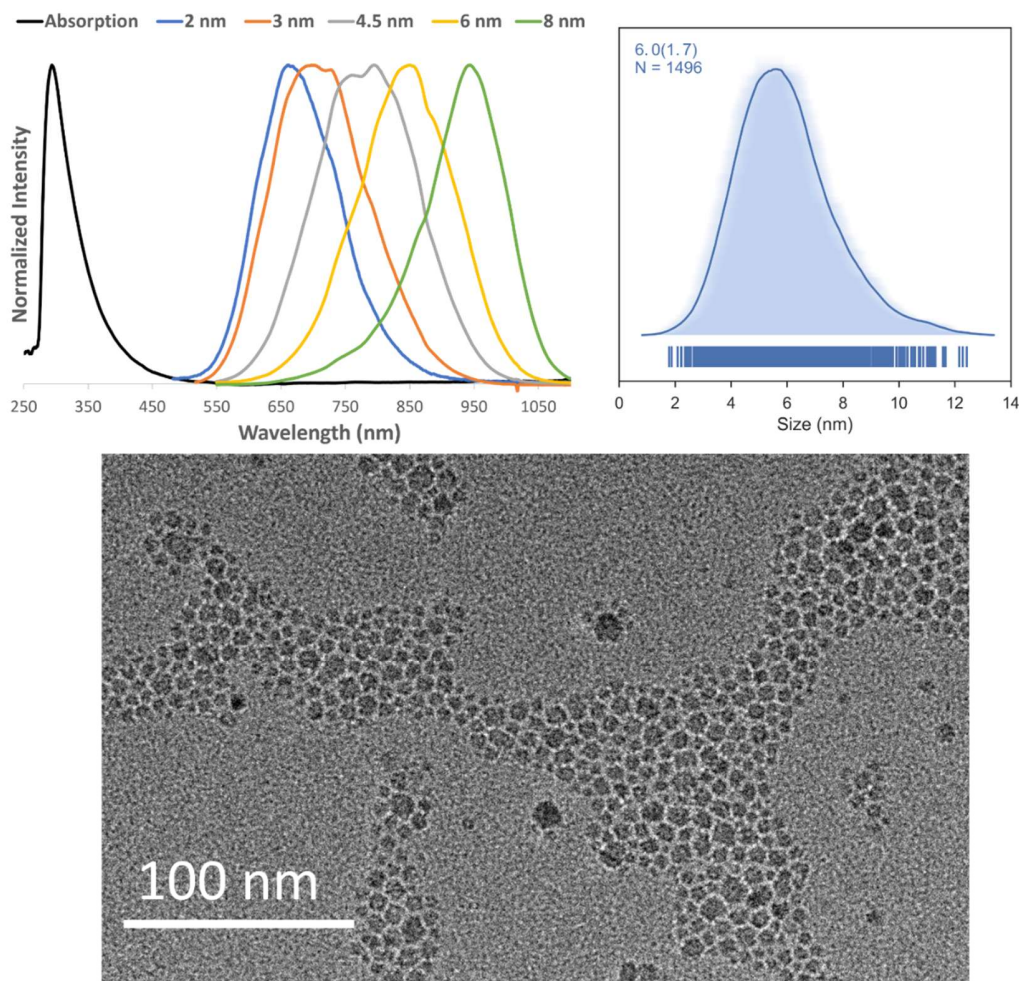 Absorption 2 nm 3 nm 4.5 nm 6 nm 8 nm
Normalized Intensity
250 350 450 550 650 750 850 950 1050
Wavelength (nm)
6.0(1.7)
N = 1496
0 2 4 6 8 10 12 14
Size (nm)
100 nm